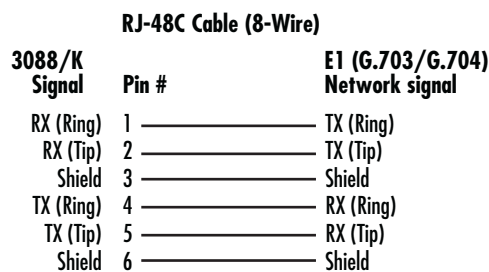 RJ-48C Cable (8-Wire)
3088/K Signal Pin # E1 (G.703/G.704) Network signal
RX (Ring) 1 TX (Ring)
RX (Tip) 2 TX (Tip)
Shield 3 Shield
TX (Ring) 4 RX (Ring)
TX (Tip) 5 RX (Tip)
Shield 6 Shield